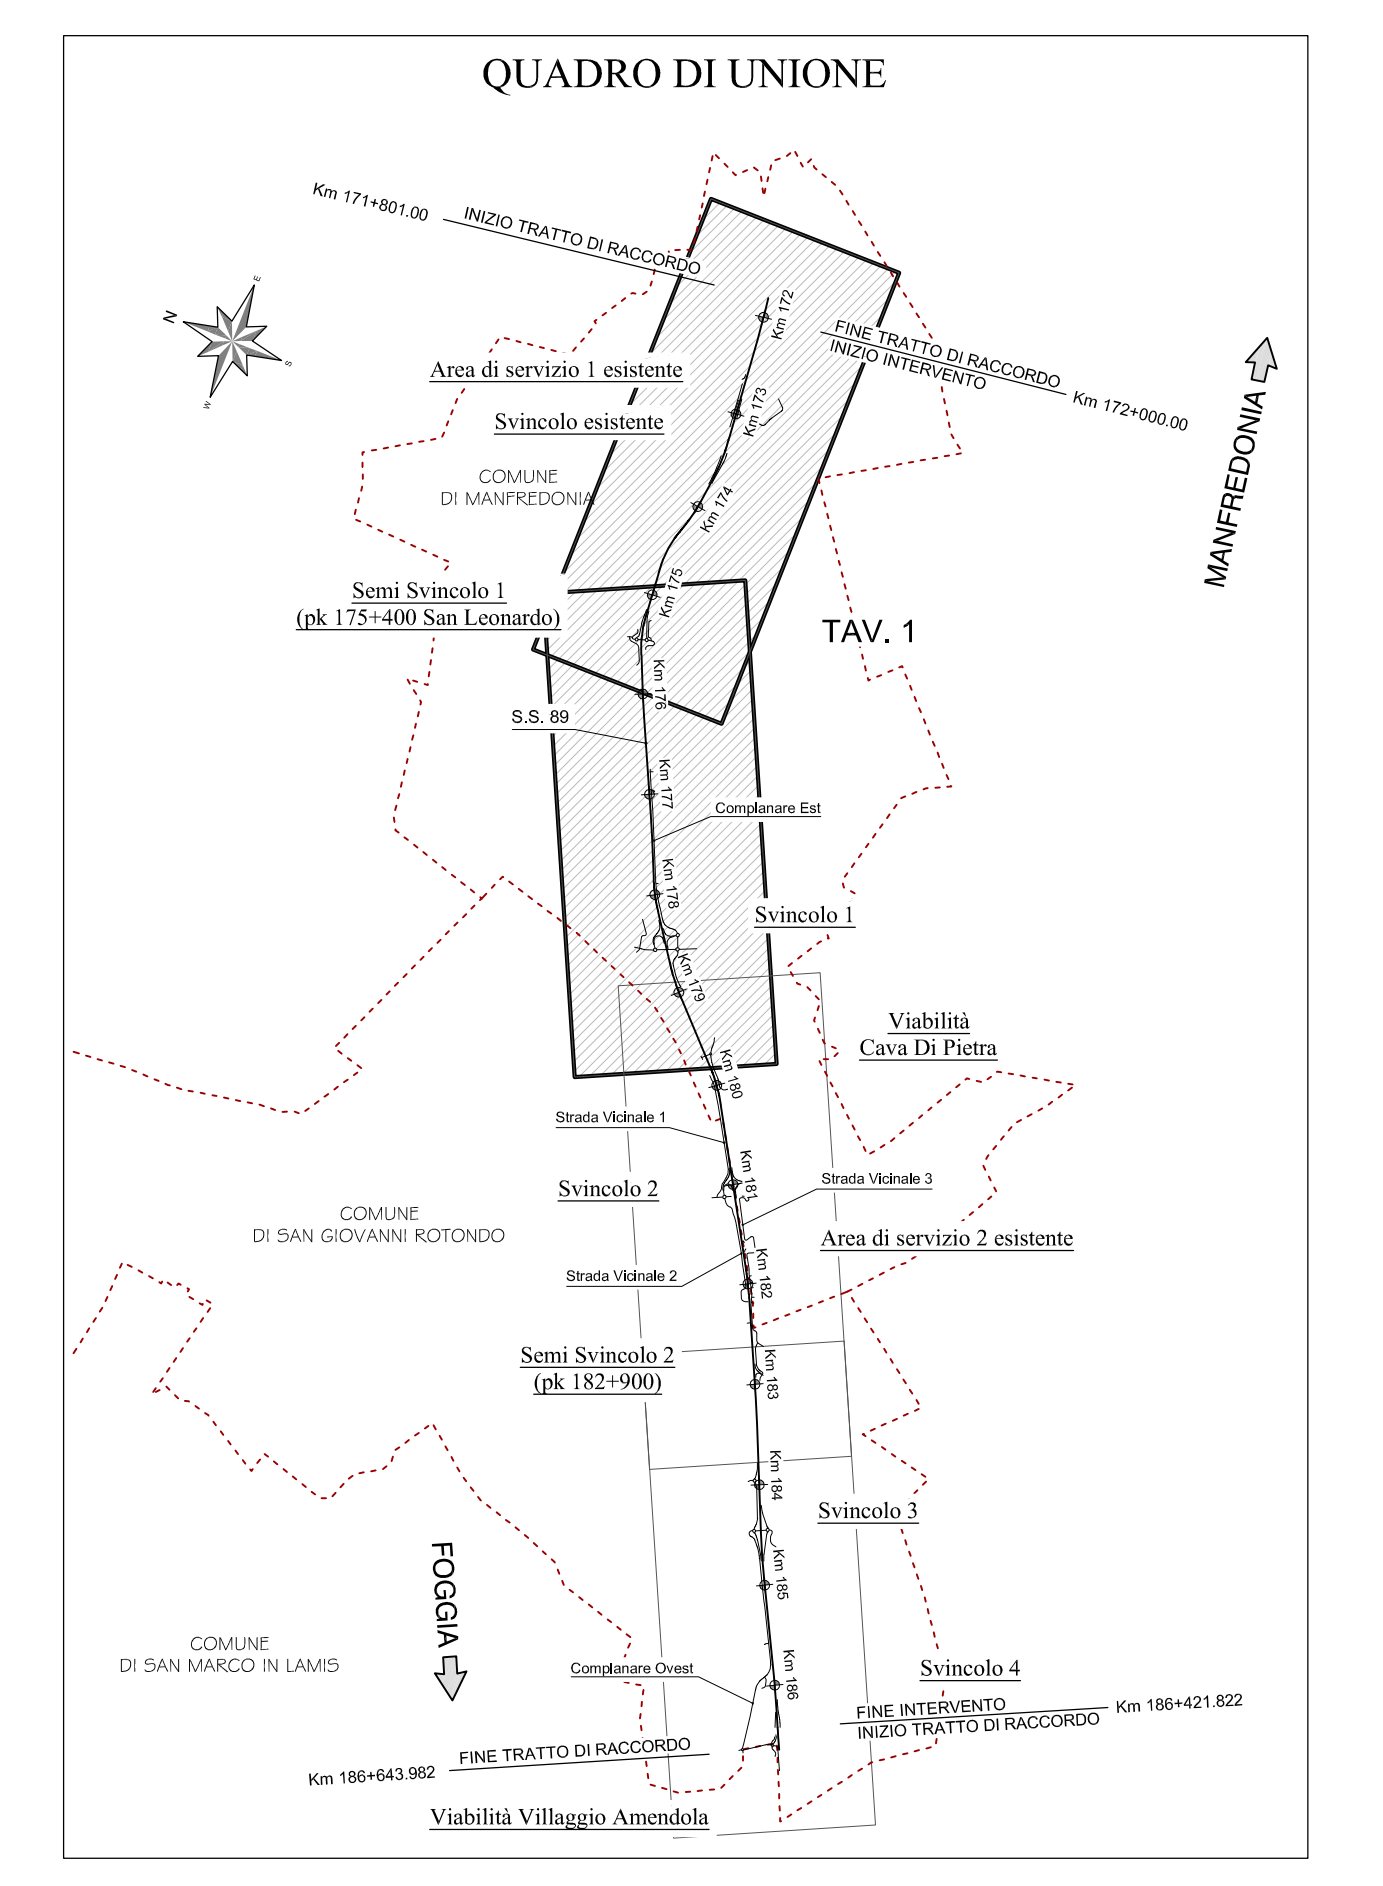 QUADRO DI UNIONE
Km 171+801.00
INIZIO TRATTO DI RACCORDO
E
N
S
W
Km 172
FINE TRATTO DI RACCORDO
INIZIO INTERVENTO
Km 172+000.00
MANFREDONIA
Area di servizio 1 esistente
Km 173
Svincolo esistente
COMUNE
DI MANFREDONIA
Km 174
Km 175
Semi Svincolo 1
(pk 175+400 San Leonardo)
TAV. 1
Km 176
S.S. 89
Km 177
Complanare Est
Km 178
Svincolo 1
Km 179
Viabilità
Cava Di Pietra
Km 180
Strada Vicinale 1
Km 181
Strada Vicinale 3
Svincolo 2
COMUNE
DI SAN GIOVANNI ROTONDO
Area di servizio 2 esistente
Strada Vicinale 2
Km 182
Semi Svincolo 2
(pk 182+900)
Km 183
Km 184
Svincolo 3
FOGGIA
Km 185
COMUNE
DI SAN MARCO IN LAMIS
Complanare Ovest
Km 186
Svincolo 4
FINE INTERVENTO
INIZIO TRATTO DI RACCORDO
Km 186+421.822
FINE TRATTO DI RACCORDO
Km 186+643.982
Viabilità Villaggio Amendola